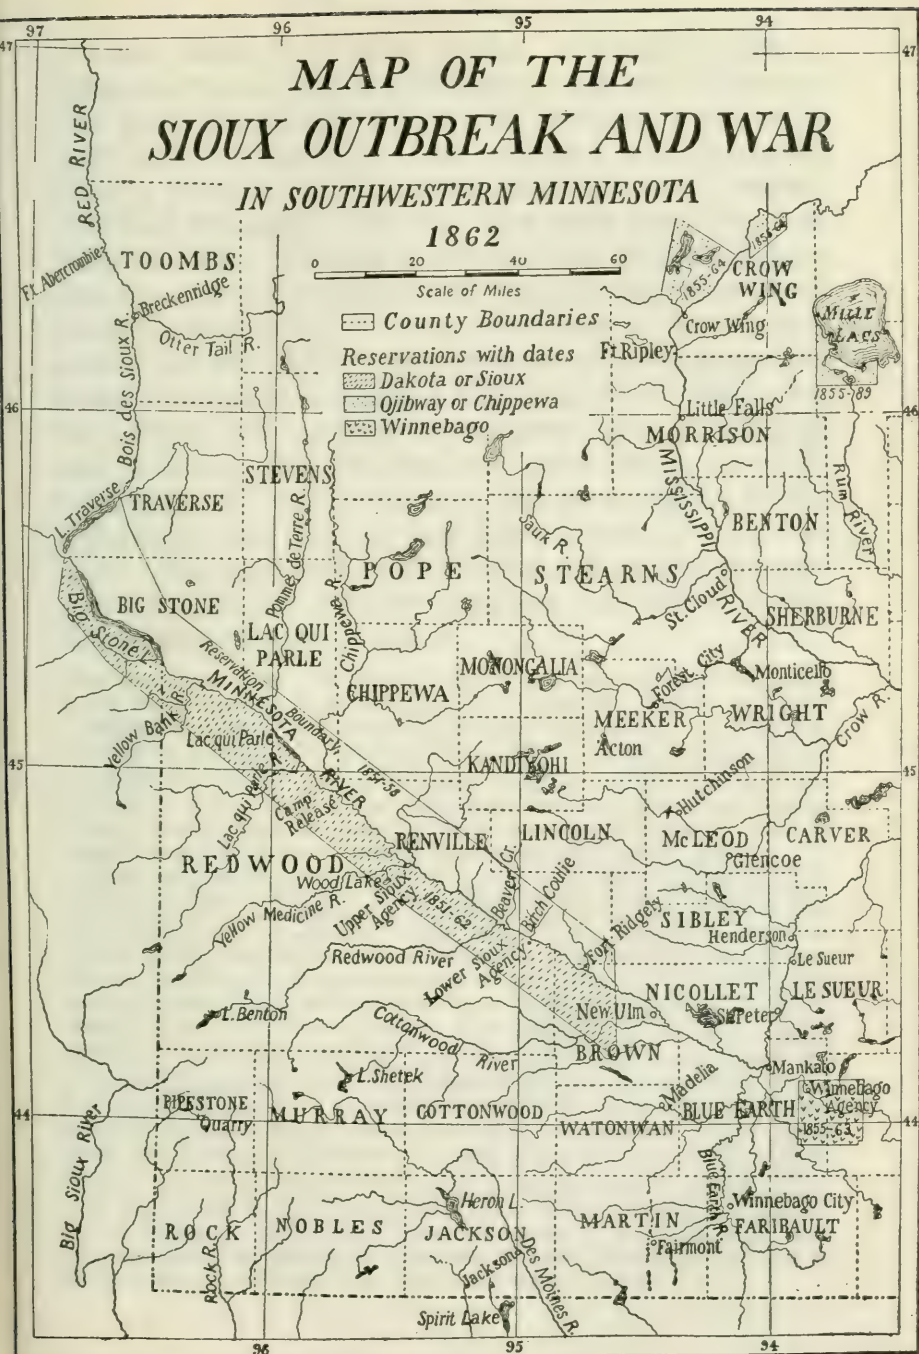 97
96
95
94
47
47
MAP OF THE
SIOUX OUTBREAK AND WAR
IN SOUTHWESTERN MINNESOTA
1862
0 20 40 60
Scale of Miles
County Boundaries
Reservations with dates
Dakota or Sioux
Ojibway or Chippewa
Winnebago
RED RIVER
Ft. Abercrombie
TOOMBS
Breckenridge
Otter Tail R.
Bois des Sioux R.
1855-64
CROW
WING
Crow Wing
Ft Ripley
MILLE
LACS
1855-89
46
46
Little Falls
MORRISON
MISSISSIPPI
RIVER
Rum River
L. Traverse
TRAVERSE
STEVENS
Pomme de Terre R.
BENTON
Sauk R.
POPE
STEARNS
Chippewa R.
St. Cloud
SHERBURNE
Big Stone L.
BIG STONE
LAC QUI
PARLE
Reservation Boundary, 1851-58
MINNESOTA
RIVER
CHIPPEWA
MONONGALIA
Forest City
Monticello
MEEKER
Acton
WRIGHT
Crow R.
Yellow Bank R.
Lac qui Parle
45
45
KANDIYOHI
Lac qui Parle R.
Camp
Release
Hutchinson
RENVILLE
LINCOLN
McLEOD
CARVER
Glencoe
REDWOOD
Wood Lake
Upper Sioux
Agency
1851-62
Beaver Cr.
Birch Coulie
Yellow Medicine R.
Fort Ridgely
SIBLEY
Henderson
Redwood River
Lower Sioux
Agency
Le Sueur
NICOLLET
LE SUEUR
L. Benton
New Ulm
St Peter
Cottonwood
River
BROWN
L. Shetek
Mankato
Winnebago
Agency
1855-63
Madelia
BLUE EARTH
44
44
PIPESTONE
Quarry
MURRAY
COTTONWOOD
WATONWAN
Big Sioux River
Blue Earth R.
Heron L.
Winnebago City
ROCK
NOBLES
JACKSON
MARTIN
FARIBAULT
Fairmont
Rock R.
Jackson
Des Moines R.
Spirit Lake
96
95
94